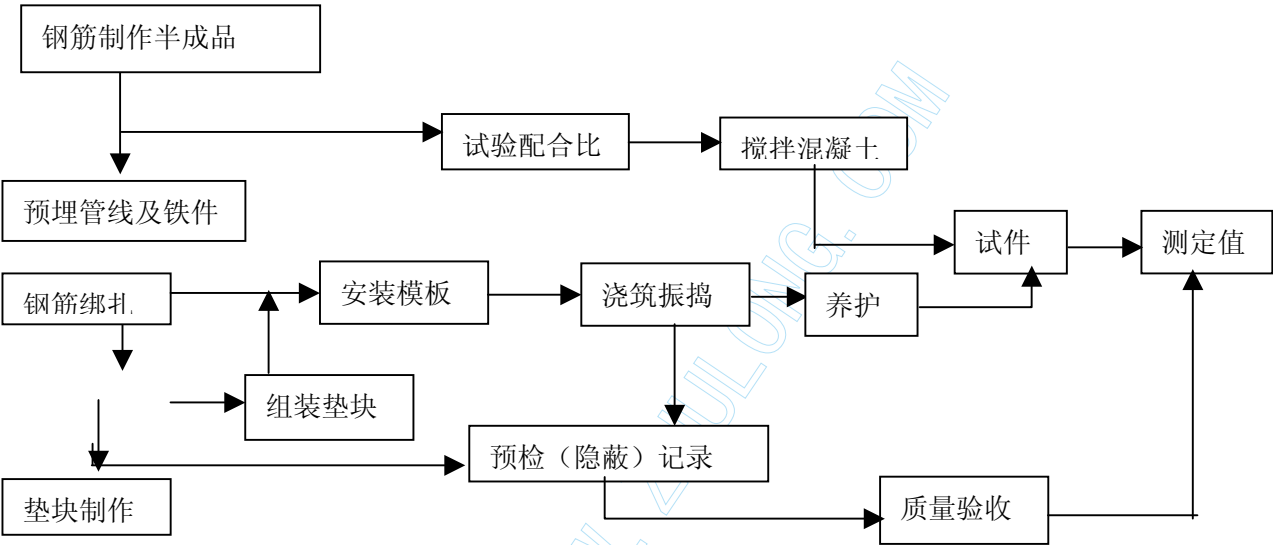 钢筋制作半成品
试验配合比
搅拌混凝土
预埋管线及铁件
试件
测定值
钢筋绑扎
安装模板
浇筑振捣
养护
组装垫块
预检（隐蔽）记录
垫块制作
质量验收
ZHULONG.COM